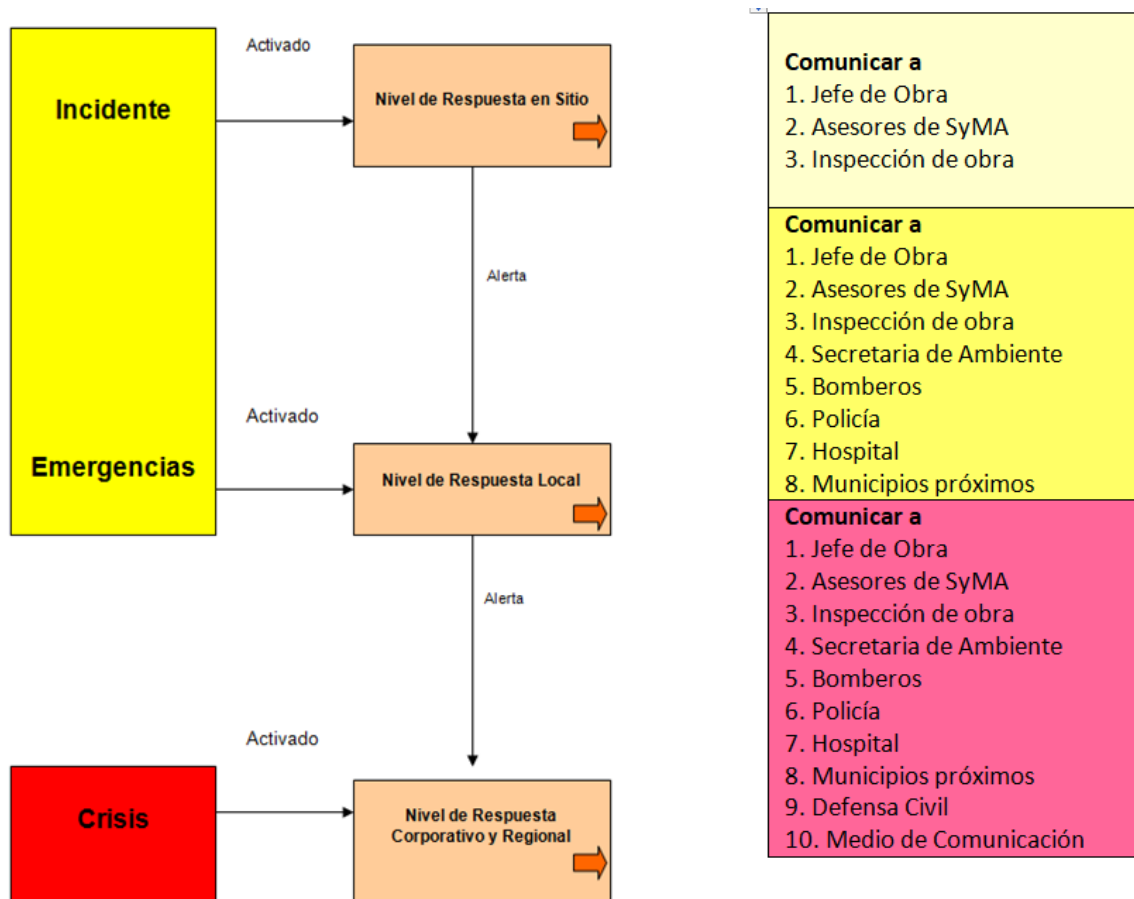 Activado
Incidente
Nivel de Respuesta en Sitio
Alerta
Activado
Emergencias
Nivel de Respuesta Local
Alerta
Activado
Crisis
Nivel de Respuesta
Corporativo y Regional
Comunicar a
1. Jefe de Obra
2. Asesores de SyMA
3. Inspección de obra
Comunicar a
1. Jefe de Obra
2. Asesores de SyMA
3. Inspección de obra
4. Secretaria de Ambiente
5. Bomberos
6. Policía
7. Hospital
8. Municipios próximos
Comunicar a
1. Jefe de Obra
2. Asesores de SyMA
3. Inspección de obra
4. Secretaria de Ambiente
5. Bomberos
6. Policía
7. Hospital
8. Municipios próximos
9. Defensa Civil
10. Medio de Comunicación